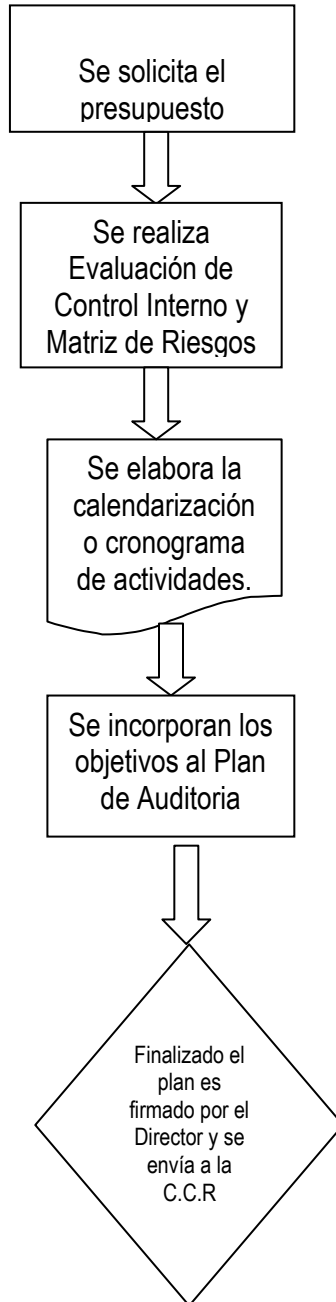 Se solicita el
presupuesto
Se realiza
Evaluación de
Control Interno y
Matriz de Riesgos
Se elabora la
calendarización
o cronograma
de actividades.
Se incorporan los
objetivos al Plan
de Auditoria
Finalizado el
plan es
firmado por el
Director y se
envía a la
C.C.R